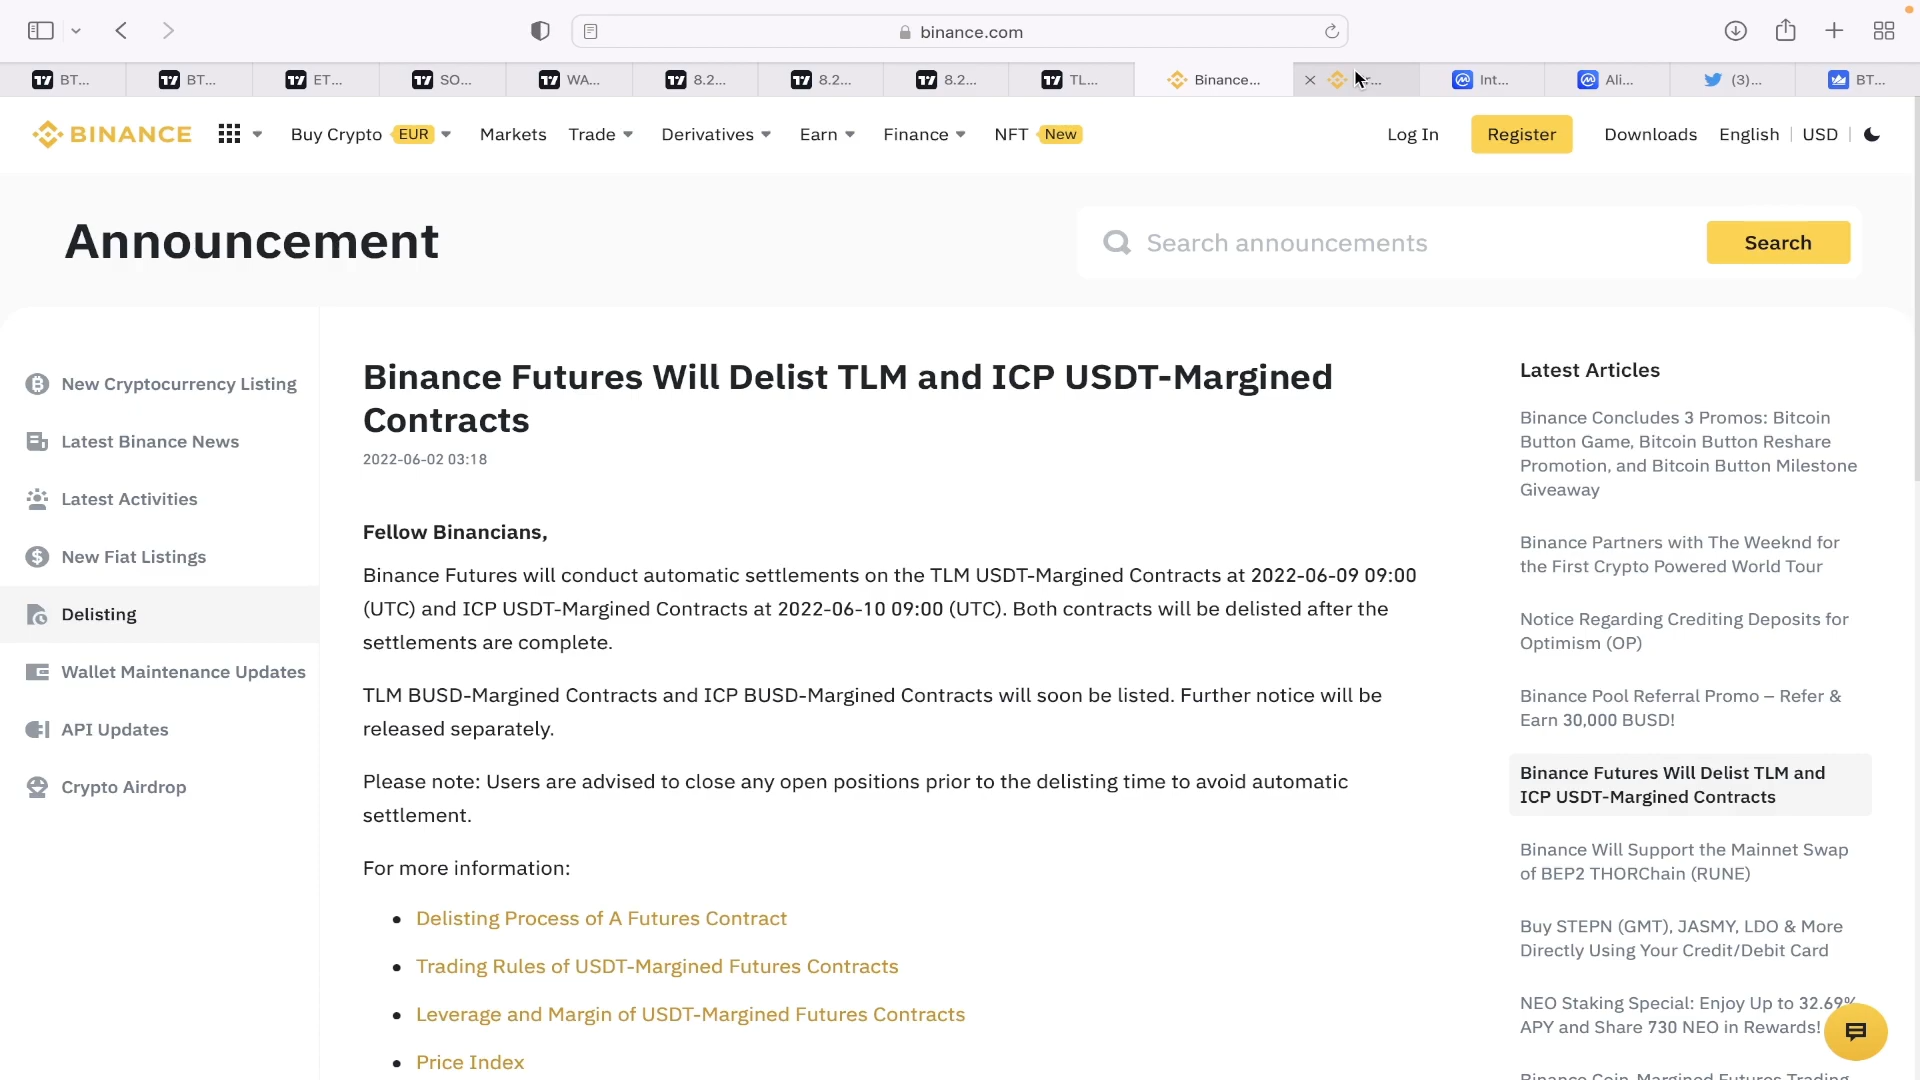 binance.com
BT...
BT...
ET...
SO...
WA...
8.2...
8.2...
8.2...
TL...
Binance...
Int...
Ali...
(3)...
BT...
BINANCE
Buy Crypto EUR
Markets
Trade
Derivatives
Earn
Finance
NFT New
Log In
Register
Downloads
English
USD
Announcement
Search announcements
Search
New Cryptocurrency Listing
Latest Binance News
Latest Activities
New Fiat Listings
Delisting
Wallet Maintenance Updates
API Updates
Crypto Airdrop
Binance Futures Will Delist TLM and ICP USDT-Margined
Contracts
2022-06-02 03:18
Fellow Binancians,
Binance Futures will conduct automatic settlements on the TLM USDT-Margined Contracts at 2022-06-09 09:00
(UTC) and ICP USDT-Margined Contracts at 2022-06-10 09:00 (UTC). Both contracts will be delisted after the
settlements are complete.
TLM BUSD-Margined Contracts and ICP BUSD-Margined Contracts will soon be listed. Further notice will be
released separately.
Please note: Users are advised to close any open positions prior to the delisting time to avoid automatic
settlement.
For more information:
Delisting Process of A Futures Contract
Trading Rules of USDT-Margined Futures Contracts
Leverage and Margin of USDT-Margined Futures Contracts
Price Index
Latest Articles
Binance Concludes 3 Promos: Bitcoin
Button Game, Bitcoin Button Reshare
Promotion, and Bitcoin Button Milestone
Giveaway
Binance Partners with The Weeknd for
the First Crypto Powered World Tour
Notice Regarding Crediting Deposits for
Optimism (OP)
Binance Pool Referral Promo – Refer &
Earn 30,000 BUSD!
Binance Futures Will Delist TLM and
ICP USDT-Margined Contracts
Binance Will Support the Mainnet Swap
of BEP2 THORChain (RUNE)
Buy STEPN (GMT), JASMY, LDO & More
Directly Using Your Credit/Debit Card
NEO Staking Special: Enjoy Up to 32.69%
APY and Share 730 NEO in Rewards!
Binance Coin-Margined Futures Trading